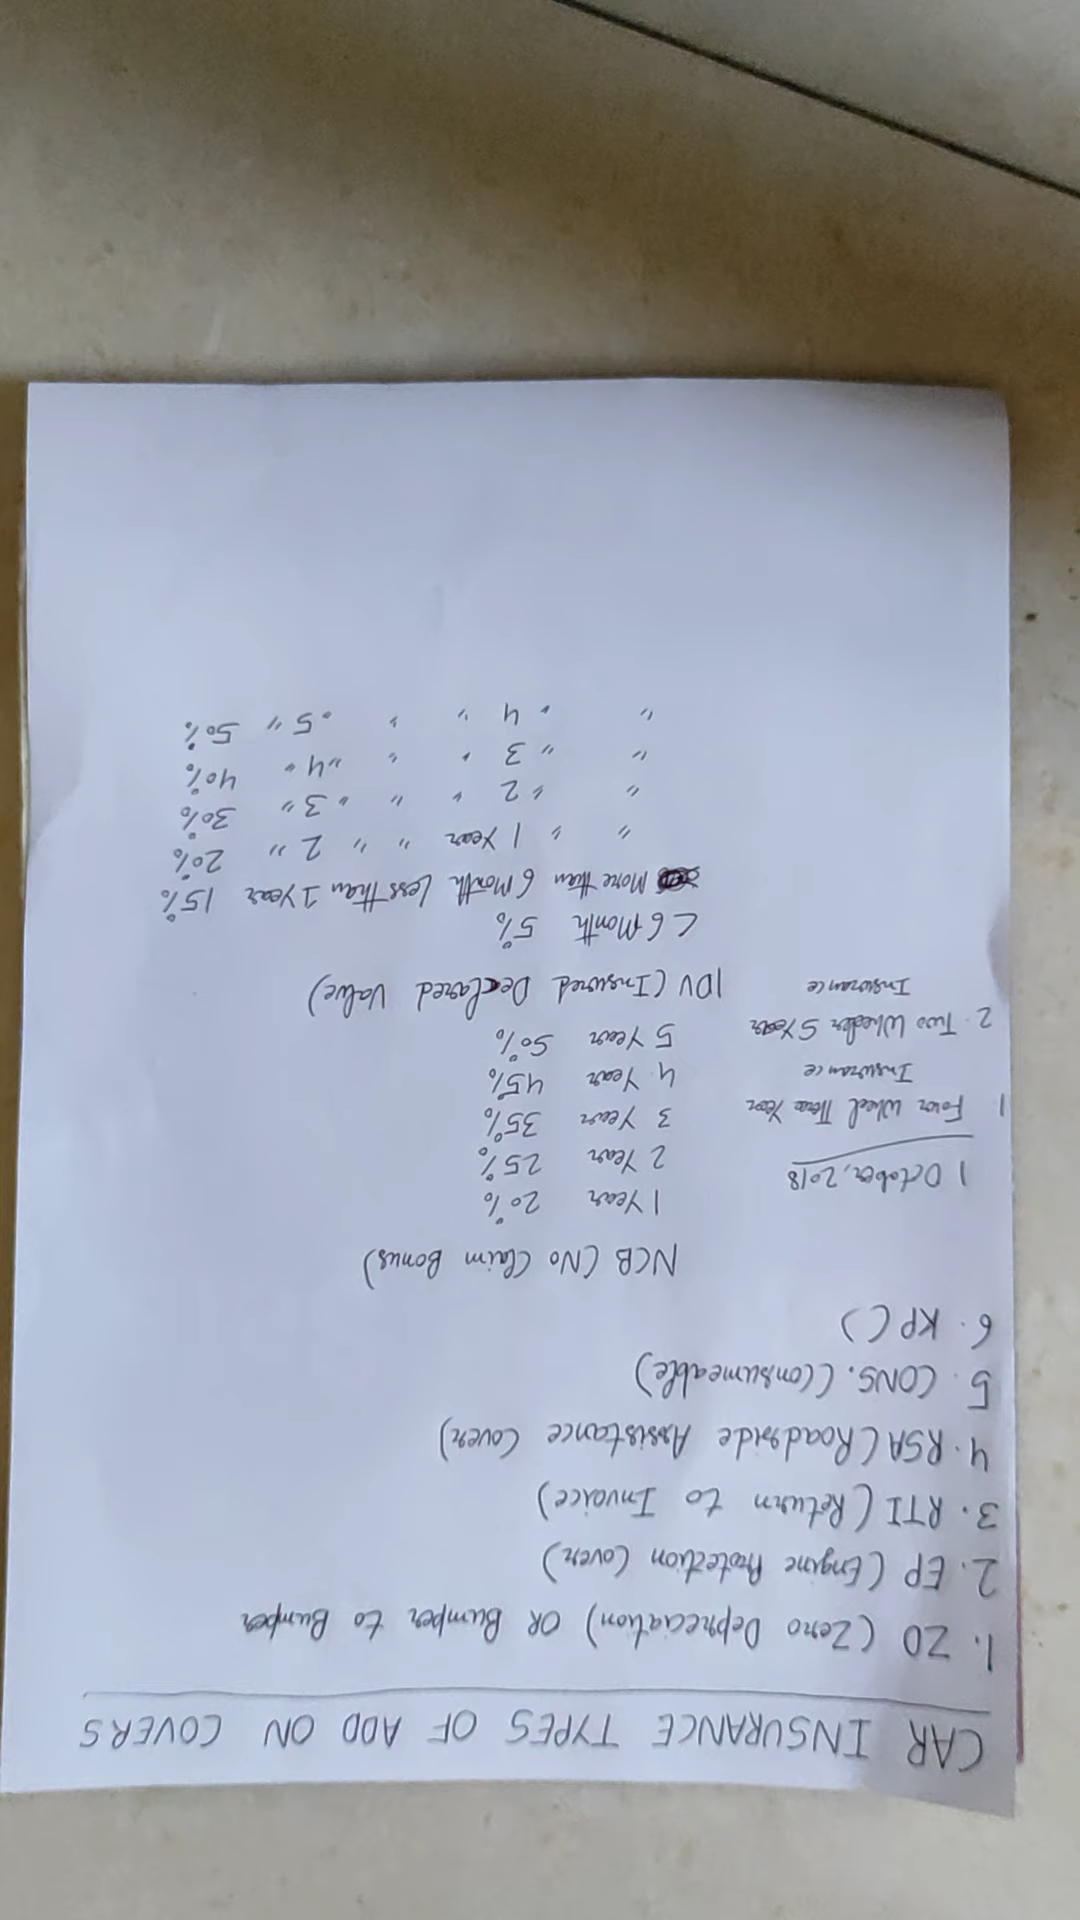 CAR INSURANCE TYPES OF ADD ON COVERS
1. ZD (Zero Depreciation) OR Bumper to Bumper
2. EP (Engine Protection Cover)
3. RTI (Return to Invoice)
4. RSA (Roadside Assistance Cover)
5. CONS. (Consumeable)
6. KP ( )
NCB (No Claim Bonus)
1 Year 20%
2 Year 25%
3 Year 35%
4 Year 45%
5 Year 50%
1 October, 2018
1 Four Wheel Year
Insurance
2. Two Wheeler 5 Year
Insurance
IDV (Insured Declared Value)
< 6 Month 5%
More than 6 Month Less than 1 Year 15%
" " 1 Year " " 2 " 20%
" " 2 " " " 3 " 30%
" " 3 " " " 4 " 40%
" " 4 " " " 5 " 50%